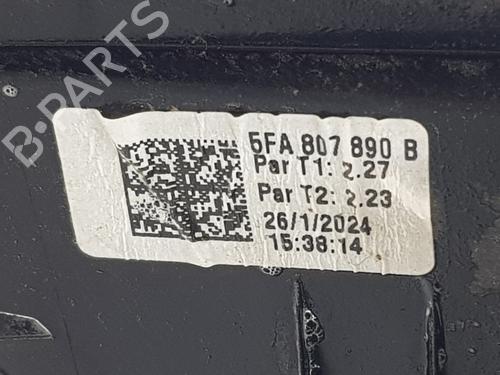 B-PARTS
5FA 807 890 B
Par T1: 2.27
Par T2: 2.23
26/1/2024
15:38:14